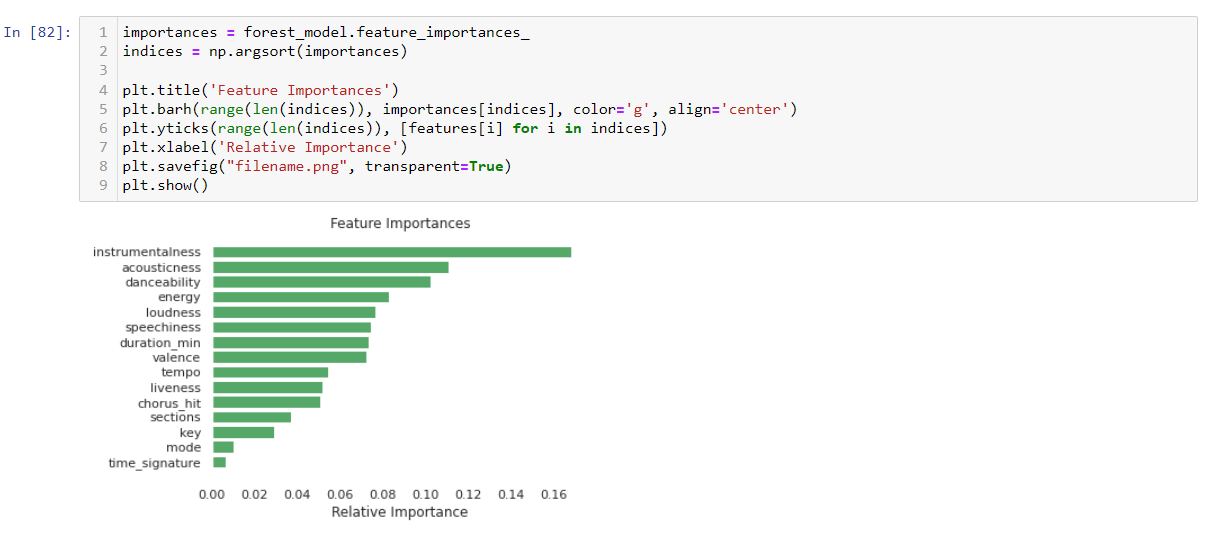 In [82]:
1 importances = forest_model.feature_importances_
2 indices = np.argsort(importances)
3
4 plt.title('Feature Importances')
5 plt.barh(range(len(indices)), importances[indices], color='g', align='center')
6 plt.yticks(range(len(indices)), [features[i] for i in indices])
7 plt.xlabel('Relative Importance')
8 plt.savefig("filename.png", transparent=True)
9 plt.show()
Feature Importances
instrumentalness
acousticness
danceability
energy
loudness
speechiness
duration_min
valence
tempo
liveness
chorus_hit
sections
key
mode
time_signature
0.00 0.02 0.04 0.06 0.08 0.10 0.12 0.14 0.16
Relative Importance